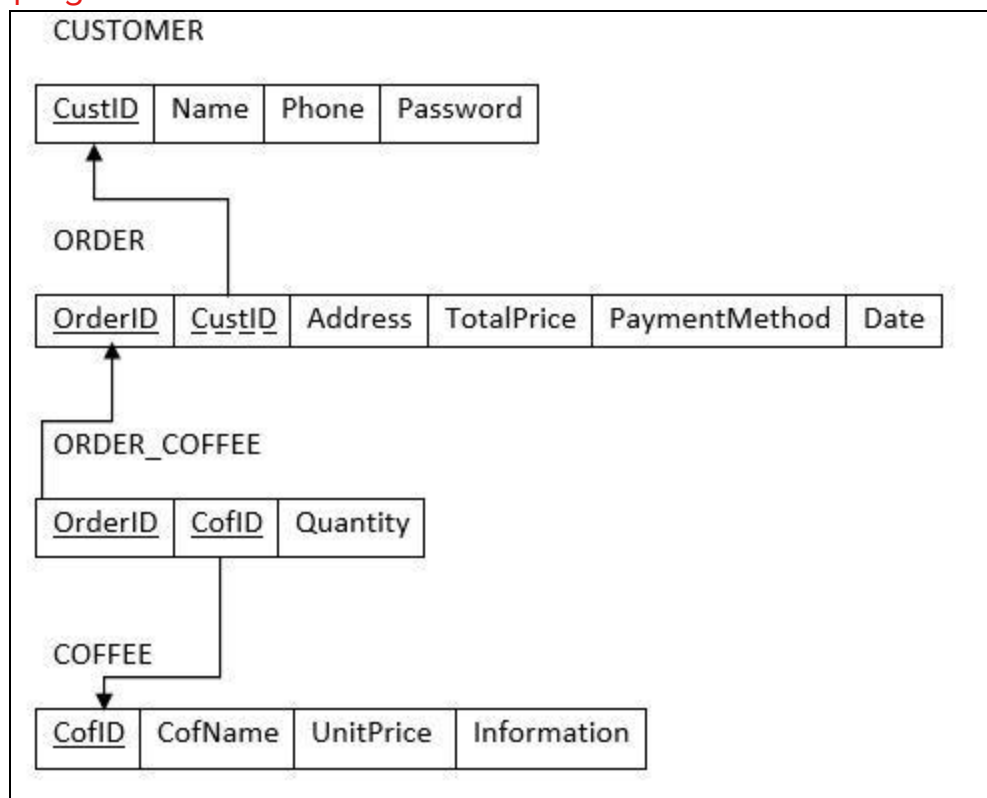 CUSTOMER
CustID Name Phone Password
ORDER
OrderID CustID Address TotalPrice PaymentMethod Date
ORDER_COFFEE
OrderID CofID Quantity
COFFEE
CofID CofName UnitPrice Information